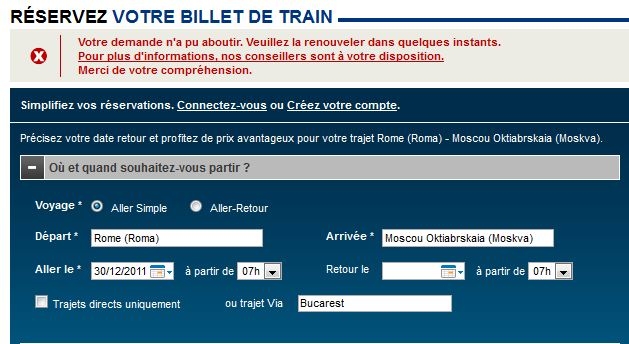 RÉSERVEZ VOTRE BILLET DE TRAIN
Votre demande n'a pu aboutir. Veuillez la renouveler dans quelques instants.
Pour plus d'informations, nos conseillers sont à votre disposition.
Merci de votre compréhension.
Simplifiez vos réservations. Connectez-vous ou Créez votre compte.
Précisez votre date retour et profitez de prix avantageux pour votre trajet Rome (Roma) - Moscou Oktiabrskaia (Moskva).
Où et quand souhaitez-vous partir ?
Voyage * Aller Simple Aller-Retour
Départ * Rome (Roma) Arrivée * Moscou Oktiabrskaia (Moskva)
Aller le * 30/12/2011 à partir de 07h Retour le à partir de 07h
Trajets directs uniquement ou trajet Via Bucarest